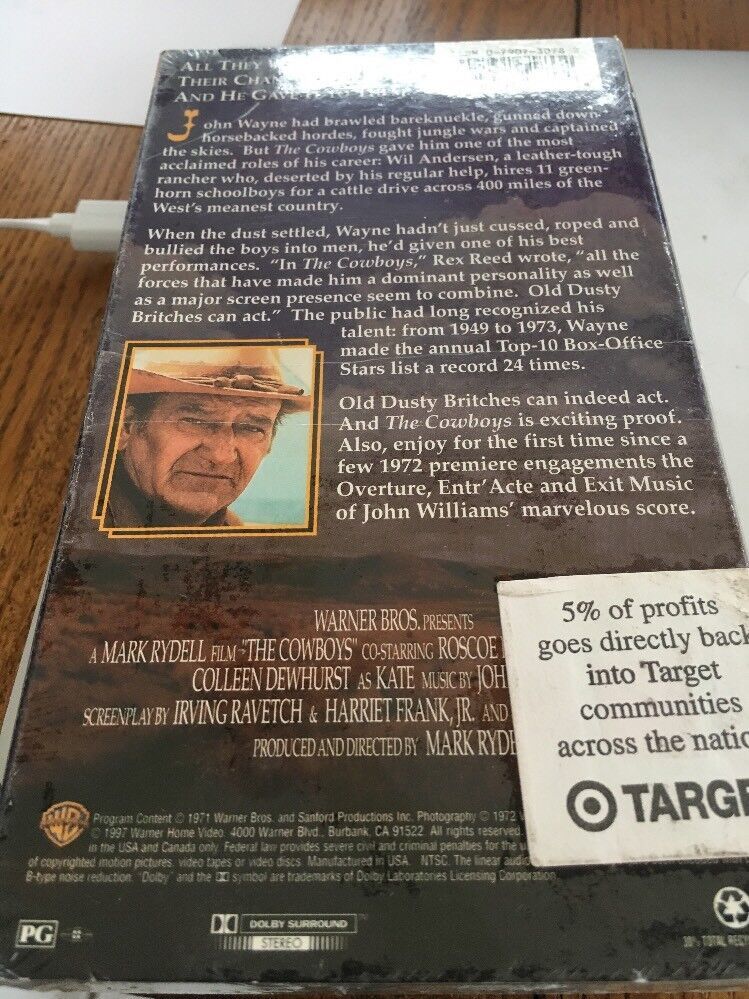 0-7907-3078-
ALL THEY
THEIR CHAN
AND HE GAVE
John Wayne had brawled bareknuckle, gunned down
horsebacked hordes, fought jungle wars and captained
the skies. But The Cowboys gave him one of the most
acclaimed roles of his career: Wil Andersen, a leather-tough
rancher who, deserted by his regular help, hires 11 green-
horn schoolboys for a cattle drive across 400 miles of the
West's meanest country.
When the dust settled, Wayne hadn't just cussed, roped and
bullied the boys into men, he'd given one of his best
performances. "In The Cowboys," Rex Reed wrote, "all the
forces that have made him a dominant personality as well
as a major screen presence seem to combine. Old Dusty
Britches can act." The public had long recognized his
talent: from 1949 to 1973, Wayne
made the annual Top-10 Box-Office
Stars list a record 24 times.
Old Dusty Britches can indeed act.
And The Cowboys is exciting proof.
Also, enjoy for the first time since a
few 1972 premiere engagements the
Overture, Entr'Acte and Exit Music
of John Williams' marvelous score.
WARNER BROS. PRESENTS
A MARK RYDELL FILM "THE COWBOYS" CO-STARRING ROSCOE
COLLEEN DEWHURST AS KATE MUSIC BY JOH
SCREENPLAY BY IRVING RAVETCH & HARRIET FRANK, JR. AND
PRODUCED AND DIRECTED BY MARK RYDE
5% of profits
goes directly back
into Target
communities
across the natio
TARGE
WB
Program Content © 1971 Warner Bros. and Sanford Productions Inc. Photography © 1972 W
© 1997 Warner Home Video. 4000 Warner Blvd., Burbank, CA 91522. All rights reserved.
in the USA and Canada only. Federal law provides severe civil and criminal penalties for the u
of copyrighted motion pictures, video tapes or video discs. Manufactured in USA. NTSC. The linear audio
B-type noise reduction. "Dolby" and the DD symbol are trademarks of Dolby Laboratories Licensing Corporation.
PG
DOLBY SURROUND
STEREO
TOTAL REC